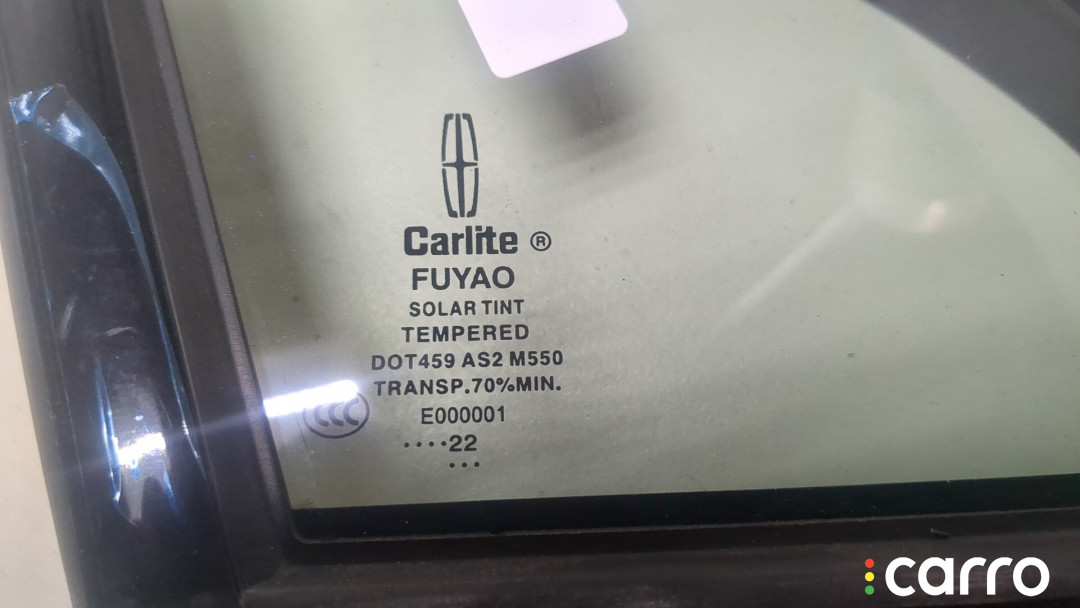 Carlite ®
FUYAO
SOLAR TINT
TEMPERED
DOT459 AS2 M550
TRANSP.70%MIN.
CCC E000001
....22
...
carro